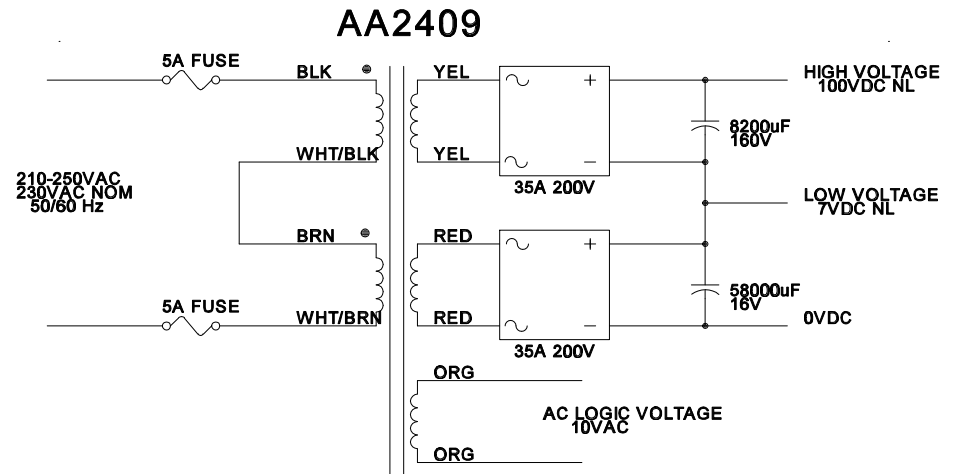 AA2409
5A FUSE
BLK
YEL
HIGH VOLTAGE
100VDC NL
8200uF
160V
WHT/BLK
YEL
35A 200V
210-250VAC
230VAC NOM
50/60 Hz
LOW VOLTAGE
7VDC NL
BRN
RED
58000uF
16V
5A FUSE
WHT/BRN
RED
0VDC
35A 200V
ORG
AC LOGIC VOLTAGE
10VAC
ORG